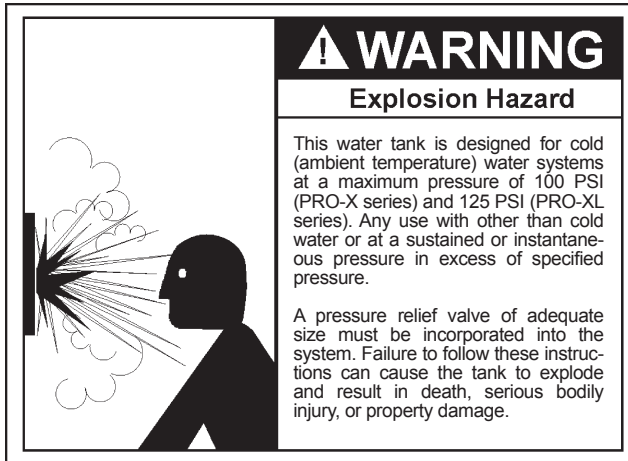 WARNING
Explosion Hazard
This water tank is designed for cold
(ambient temperature) water systems
at a maximum pressure of 100 PSI
(PRO-X series) and 125 PSI (PRO-XL
series). Any use with other than cold
water or at a sustained or instantane-
ous pressure in excess of specified
pressure.
A pressure relief valve of adequate
size must be incorporated into the
system. Failure to follow these instruc-
tions can cause the tank to explode
and result in death, serious bodily
injury, or property damage.